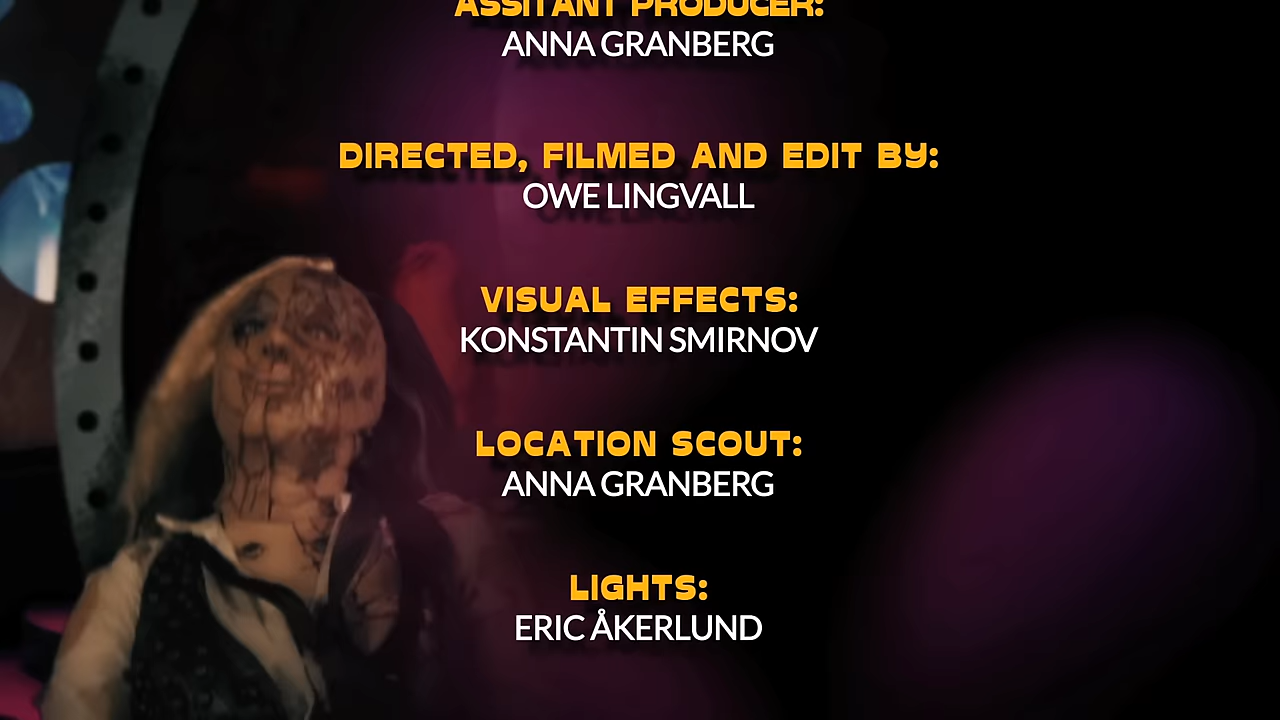 ASSITANT PRODUCER:
ANNA GRANBERG
DIRECTED, FILMED AND EDIT BY:
OWE LINGVALL
VISUAL EFFECTS:
KONSTANTIN SMIRNOV
LOCATION SCOUT:
ANNA GRANBERG
LIGHTS:
ERIC ÅKERLUND